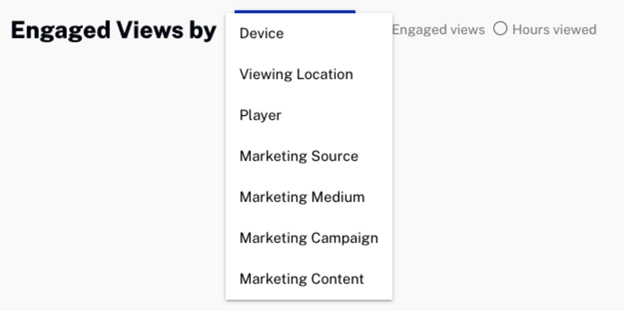 Engaged Views by
Engaged views Hours viewed
Device
Viewing Location
Player
Marketing Source
Marketing Medium
Marketing Campaign
Marketing Content